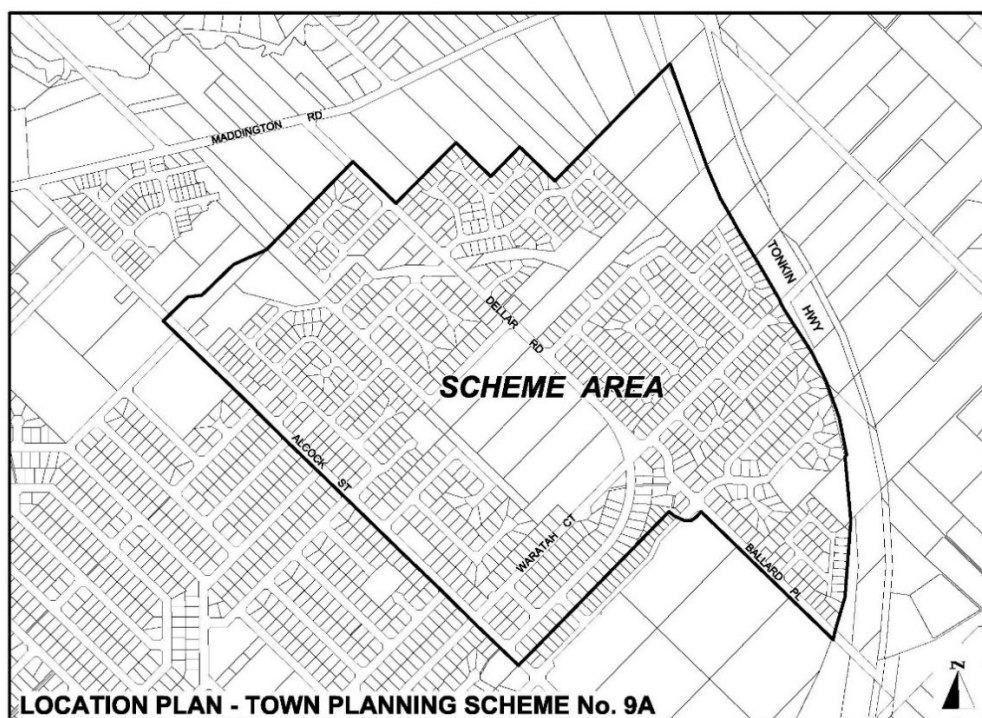 MADDINGTON RD
TONKIN HWY
DELLAR RD
SCHEME AREA
ALCOCK ST
WARATAH CT
BALLARD PL
N
LOCATION PLAN - TOWN PLANNING SCHEME No. 9A